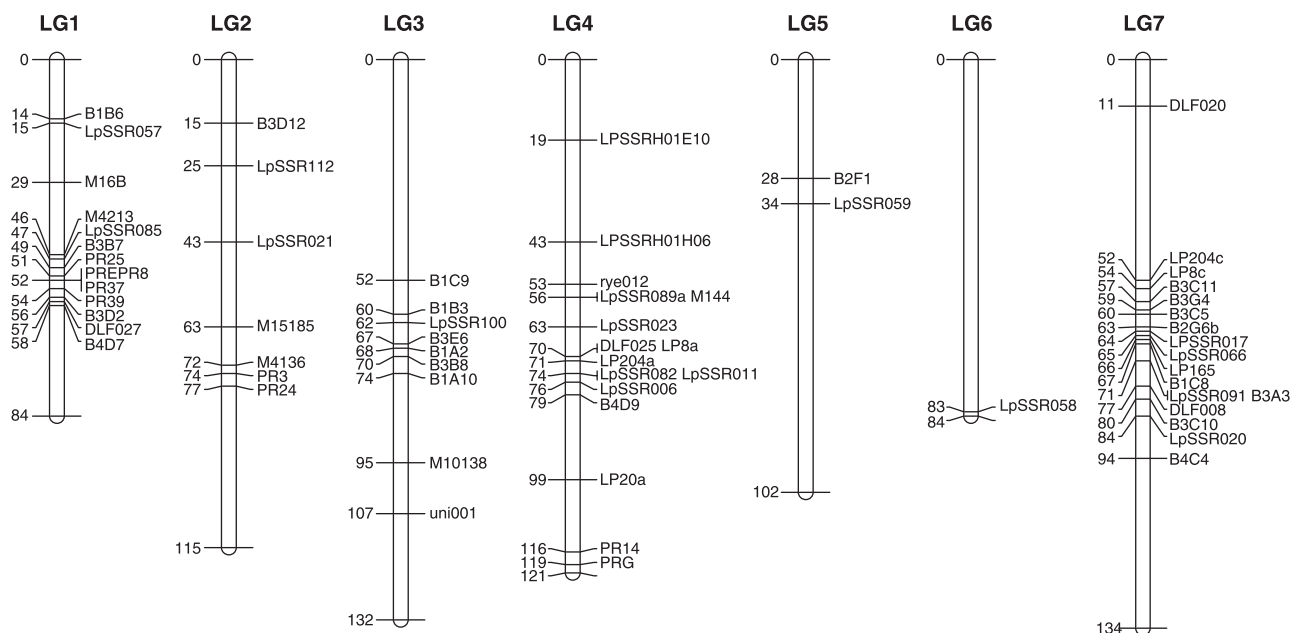 LG1 LG2 LG3 LG4 LG5 LG6 LG7
0
14 B1B6
15 LpSSR057
29 M16B
46 M4213
47 LpSSR085
49 B3B7
51 PR25
52 PREPR8
PR37
54 PR39
56 B3D2
57 DLF027
58 B4D7
84
0
15 B3D12
25 LpSSR112
43 LpSSR021
63 M15185
72 M4136
74 PR3
77 PR24
115
0
52 B1C9
60 B1B3
62 LpSSR100
67 B3E6
68 B1A2
70 B3B8
74 B1A10
95 M10138
107 uni001
132
0
19 LPSSRH01E10
43 LPSSRH01H06
53 rye012
56 LpSSR089a M144
63 LpSSR023
70 DLF025 LP8a
71 LP204a
74 LpSSR082 LpSSR011
76 LpSSR006
79 B4D9
99 LP20a
116 PR14
119 PRG
121
0
28 B2F1
34 LpSSR059
102
0
83 LpSSR058
84
0
11 DLF020
52 LP204c
54 LP8c
57 B3C11
59 B3G4
60 B3C5
63 B2G6b
64 LPSSR017
65 LpSSR066
66 LP165
67 B1C8
71 LpSSR091 B3A3
77 DLF008
80 B3C10
84 LpSSR020
94 B4C4
134